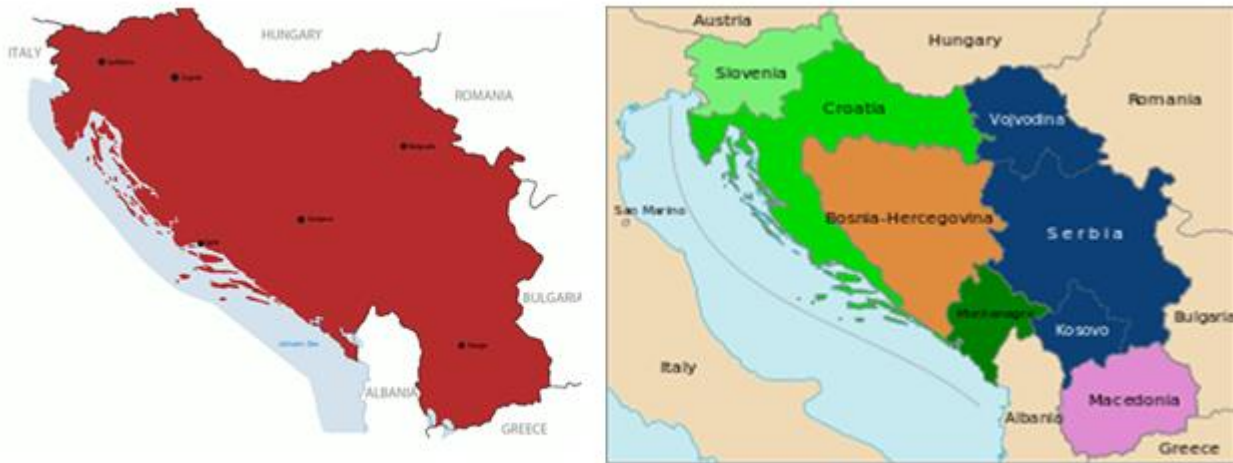 HUNGARY
ITALY
ROMANIA
BULGARIA
ALBANIA
GREECE
Austria
Hungary
Slovenia
Romania
Croatia
Vojvodina
San Marino
Bosnia-Hercegovina
Serbia
Montenegro
Kosovo
Bulgaria
Italy
Macedonia
Albania
Greece